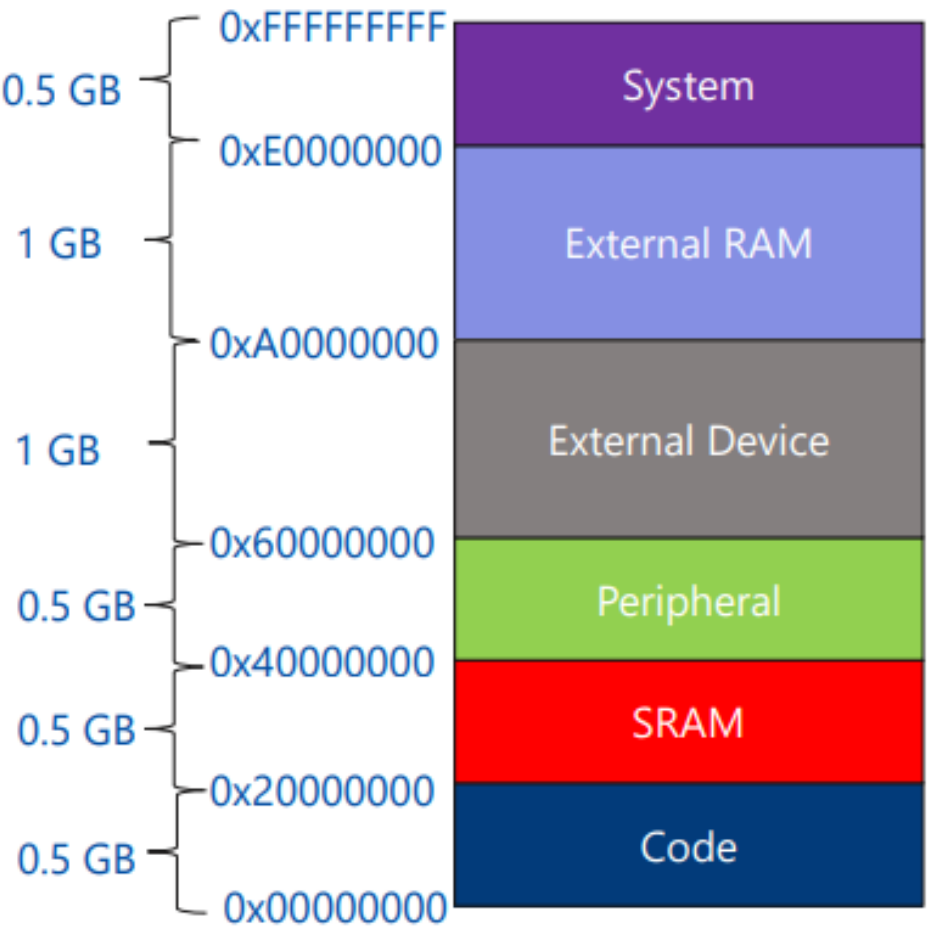 0xFFFFFFFFF
0.5 GB
System
0xE0000000
1 GB
External RAM
0xA0000000
1 GB
External Device
0x60000000
0.5 GB
Peripheral
0x40000000
0.5 GB
SRAM
0x20000000
0.5 GB
Code
0x00000000